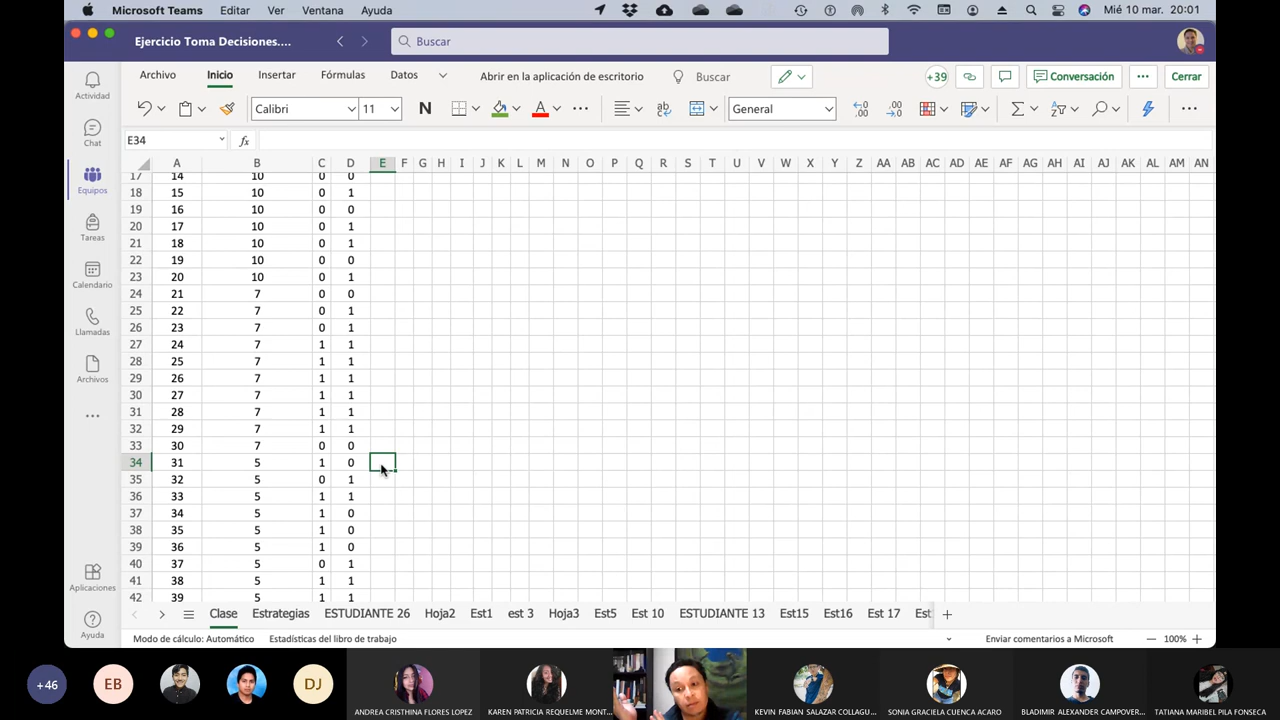 Microsoft Teams Editar Ver Ventana Ayuda Mié 10 mar. 20:01
Ejercicio Toma Decisiones.... Buscar
Archivo Inicio Insertar Fórmulas Datos Abrir en la aplicación de escritorio Buscar +39 Conversación ... Cerrar
Calibri 11 N A ... ab General ...
E34 fx
A B C D E F G H I J K L M N O P Q R S T U V W X Y Z AA AB AC AD AE AF AG AH AI AJ AK AL AM AN
17 14 10 0 0
18 15 10 0 1
19 16 10 0 0
20 17 10 0 1
21 18 10 0 1
22 19 10 0 0
23 20 10 0 1
24 21 7 0 0
25 22 7 0 1
26 23 7 0 1
27 24 7 1 1
28 25 7 1 1
29 26 7 1 1
30 27 7 1 1
31 28 7 1 1
32 29 7 1 1
33 30 7 0 0
34 31 5 1 0
35 32 5 0 1
36 33 5 1 1
37 34 5 1 0
38 35 5 1 0
39 36 5 1 0
40 37 5 0 1
41 38 5 1 1
42 39 5 1 1
Actividad
Chat
Equipos
Tareas
Calendario
Llamadas
Archivos
...
Aplicaciones
Ayuda
Clase Estrategias ESTUDIANTE 26 Hoja2 Est1 est 3 Hoja3 Est5 Est 10 ESTUDIANTE 13 Est15 Est16 Est 17 Est
Modo de cálculo: Automático Estadísticas del libro de trabajo Enviar comentarios a Microsoft 100%
+46 EB DJ
ANDREA CRISTHINA FLORES LOPEZ KAREN PATRICIA REQUELME MONT... KEVIN FABIAN SALAZAR COLLAGU... SONIA GRACIELA CUENCA ACARO BLADIMIR ALEXANDER CAMPOVER... TATIANA MARIBEL PILA FONSECA